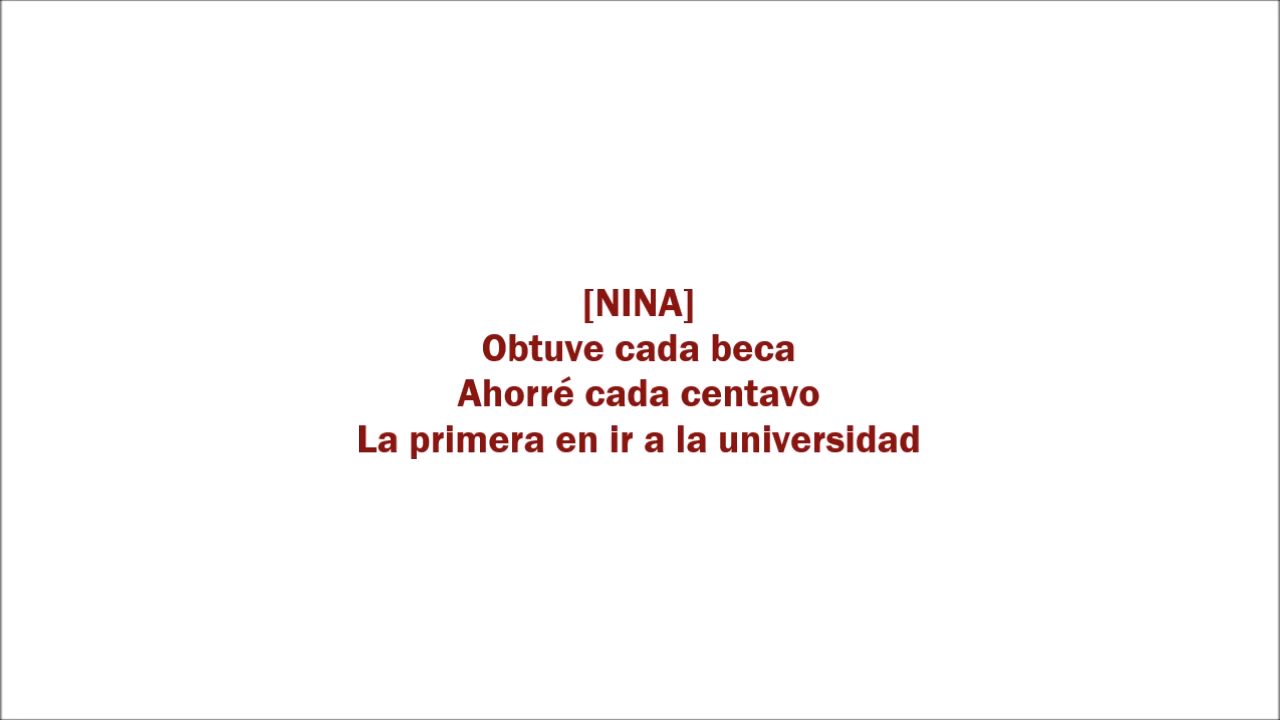 [NINA]
Obtuve cada beca
Ahorré cada centavo
La primera en ir a la universidad